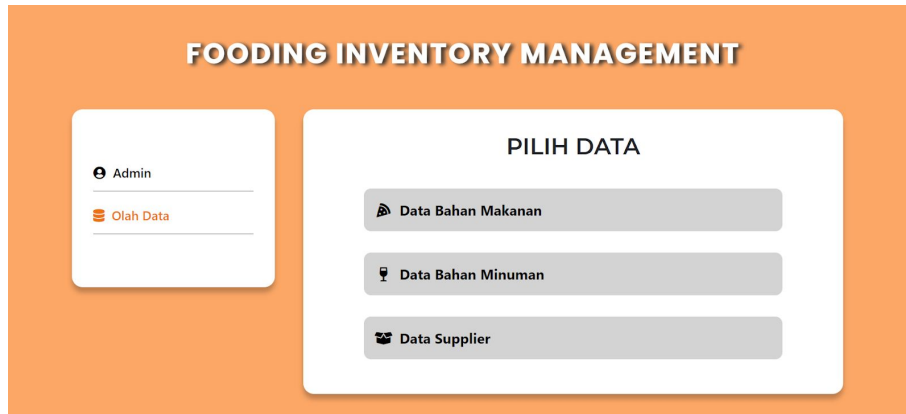 FOODING INVENTORY MANAGEMENT
Admin
Olah Data
PILIH DATA
Data Bahan Makanan
Data Bahan Minuman
Data Supplier